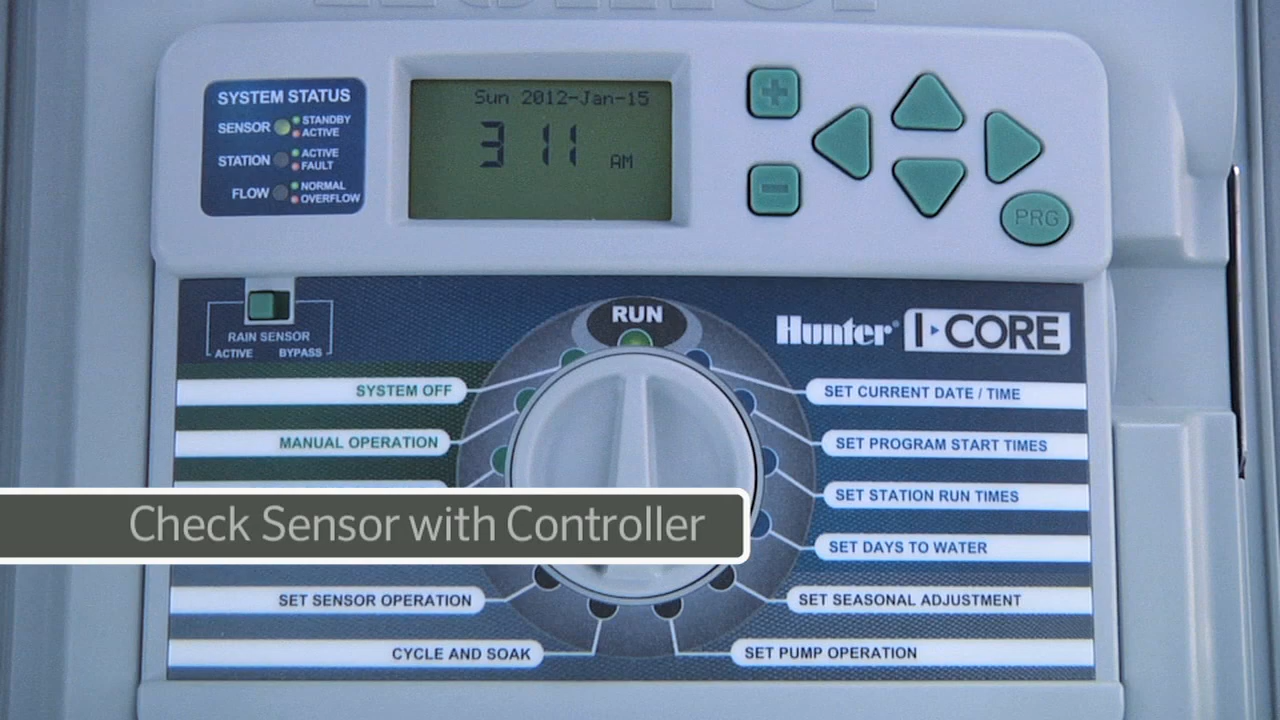 SYSTEM STATUS
SENSOR STANDBY
ACTIVE
STATION ACTIVE
FAULT
FLOW NORMAL
OVERFLOW
Sun 2012-Jan-15
3 11 AM
+
-
PRG
RAIN SENSOR
ACTIVE BYPASS
RUN
Hunter® I CORE
SYSTEM OFF
MANUAL OPERATION
SET CURRENT DATE / TIME
SET PROGRAM START TIMES
SET STATION RUN TIMES
SET DAYS TO WATER
Check Sensor with Controller
SET SENSOR OPERATION
SET SEASONAL ADJUSTMENT
CYCLE AND SOAK
SET PUMP OPERATION